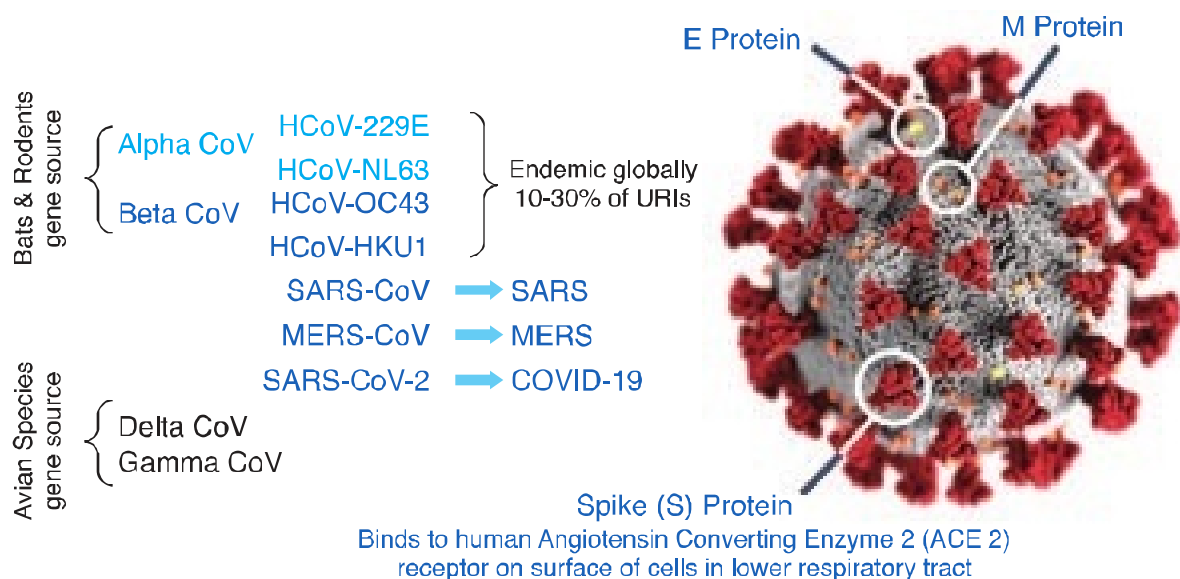 E Protein
M Protein
Bats & Rodents
gene source
Alpha CoV
Beta CoV
HCoV-229E
HCoV-NL63
HCoV-OC43
HCoV-HKU1
Endemic globally
10-30% of URIs
SARS-CoV
SARS
MERS-CoV
MERS
SARS-CoV-2
COVID-19
Avian Species
gene source
Delta CoV
Gamma CoV
Spike (S) Protein
Binds to human Angiotensin Converting Enzyme 2 (ACE 2)
receptor on surface of cells in lower respiratory tract